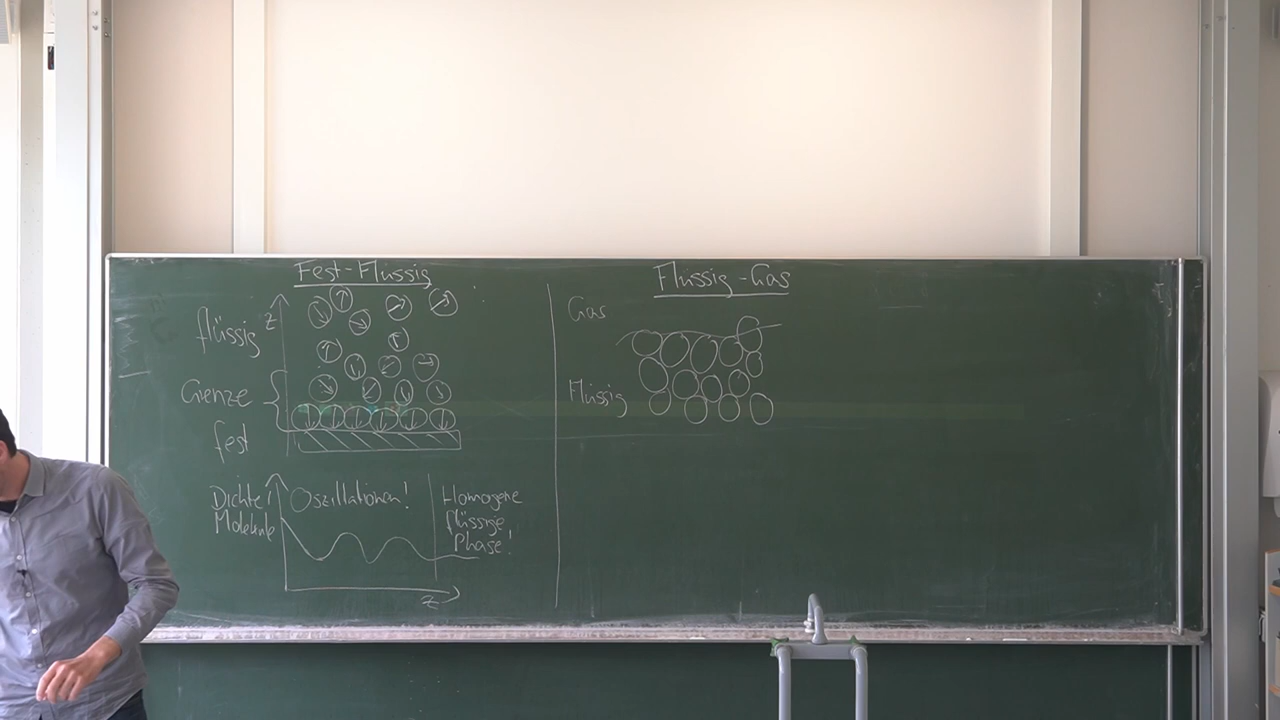 Fest-Flüssig
z
flüssig
Grenze
fest
Dichte
Moleküle
Oszillationen!
Homogene
flüssige
Phase!
z
Flüssig-Gas
Gas
Flüssig